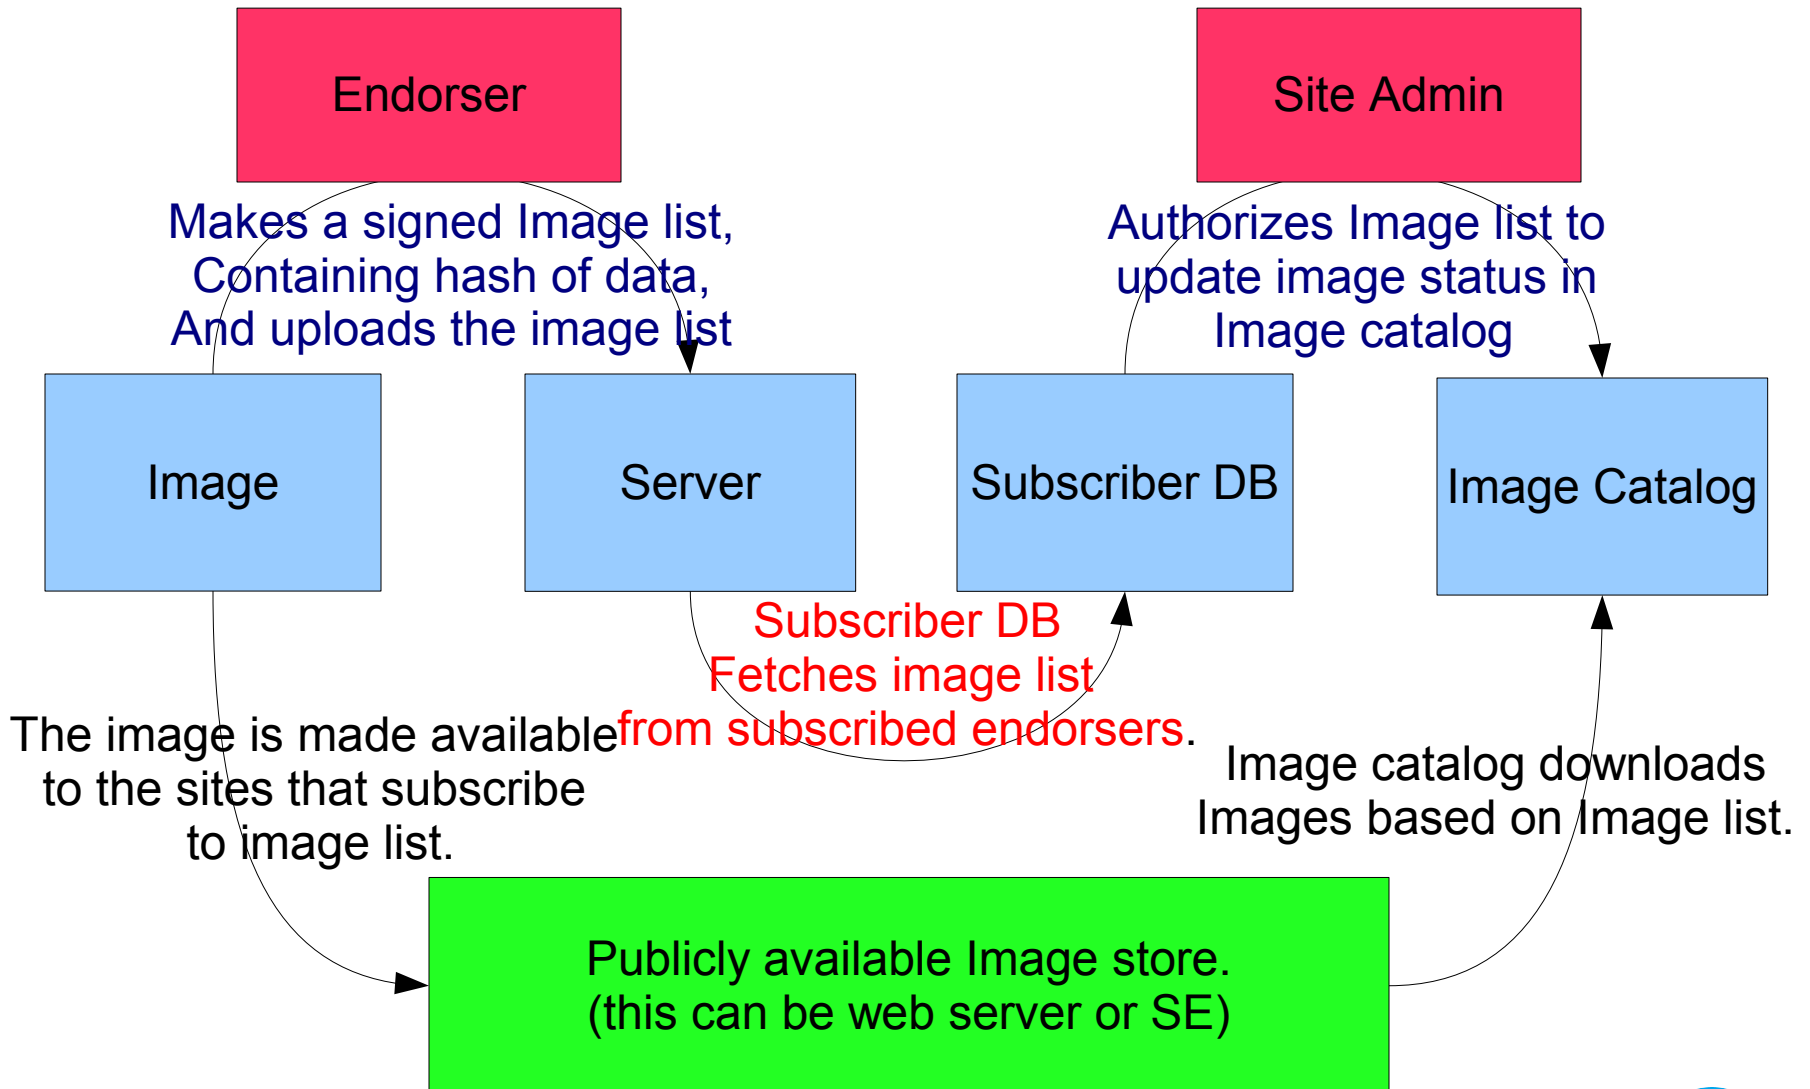 Endorser
Site Admin
Makes a signed Image list,
Containing hash of data,
And uploads the image list
Authorizes Image list to
update image status in
Image catalog
Image
Server
Subscriber DB
Image Catalog
Subscriber DB
Fetches image list
from subscribed endorsers.
The image is made available
to the sites that subscribe
to image list.
Image catalog downloads
Images based on Image list.
Publicly available Image store.
(this can be web server or SE)